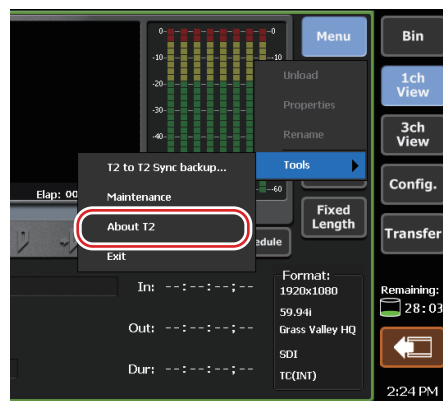 0 0
-10 -10
-20
-30
-40
-60
Menu
Unload
Properties
Rename
Tools
T2 to T2 Sync backup...
Maintenance
About T2
Exit
Elap: 00
Fixed
Length
edule
In: --:--:--;--
Out: --:--:--;--
Dur: --:--:--;--
Format:
1920x1080
59.94i
Grass Valley HQ
SDI
TC(INT)
Bin
1ch
View
3ch
View
Config.
Transfer
Remaining:
28:03
2:24 PM